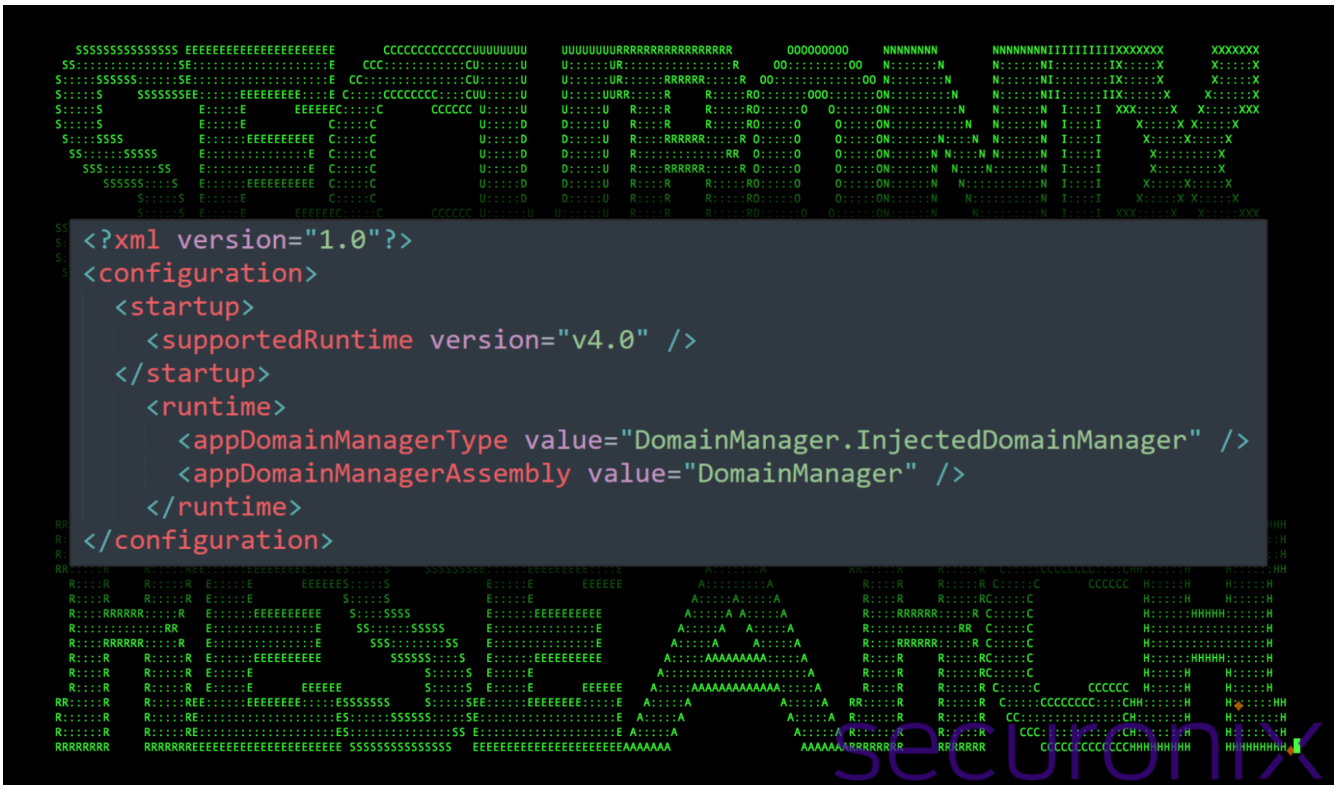 SECURONIX
<?xml version="1.0"?>
<configuration>
  <startup>
    <supportedRuntime version="v4.0" />
  </startup>
    <runtime>
      <appDomainManagerType value="DomainManager.InjectedDomainManager" />
      <appDomainManagerAssembly value="DomainManager" />
    </runtime>
</configuration>
RESEARCH
securonix